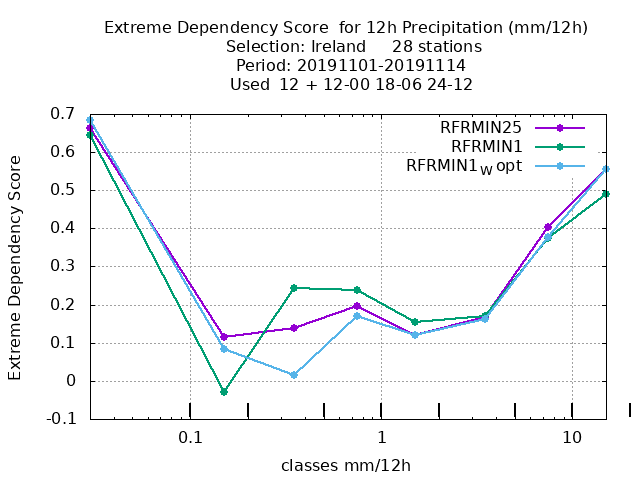 Extreme Dependency Score  for 12h Precipitation (mm/12h)
Selection: Ireland     28 stations
Period: 20191101-20191114
Used  12 + 12-00 18-06 24-12
RFRMIN25
RFRMIN1
RFRMIN1W opt
Extreme Dependency Score
0.7
0.6
0.5
0.4
0.3
0.2
0.1
0
-0.1
0.1
1
10
classes mm/12h